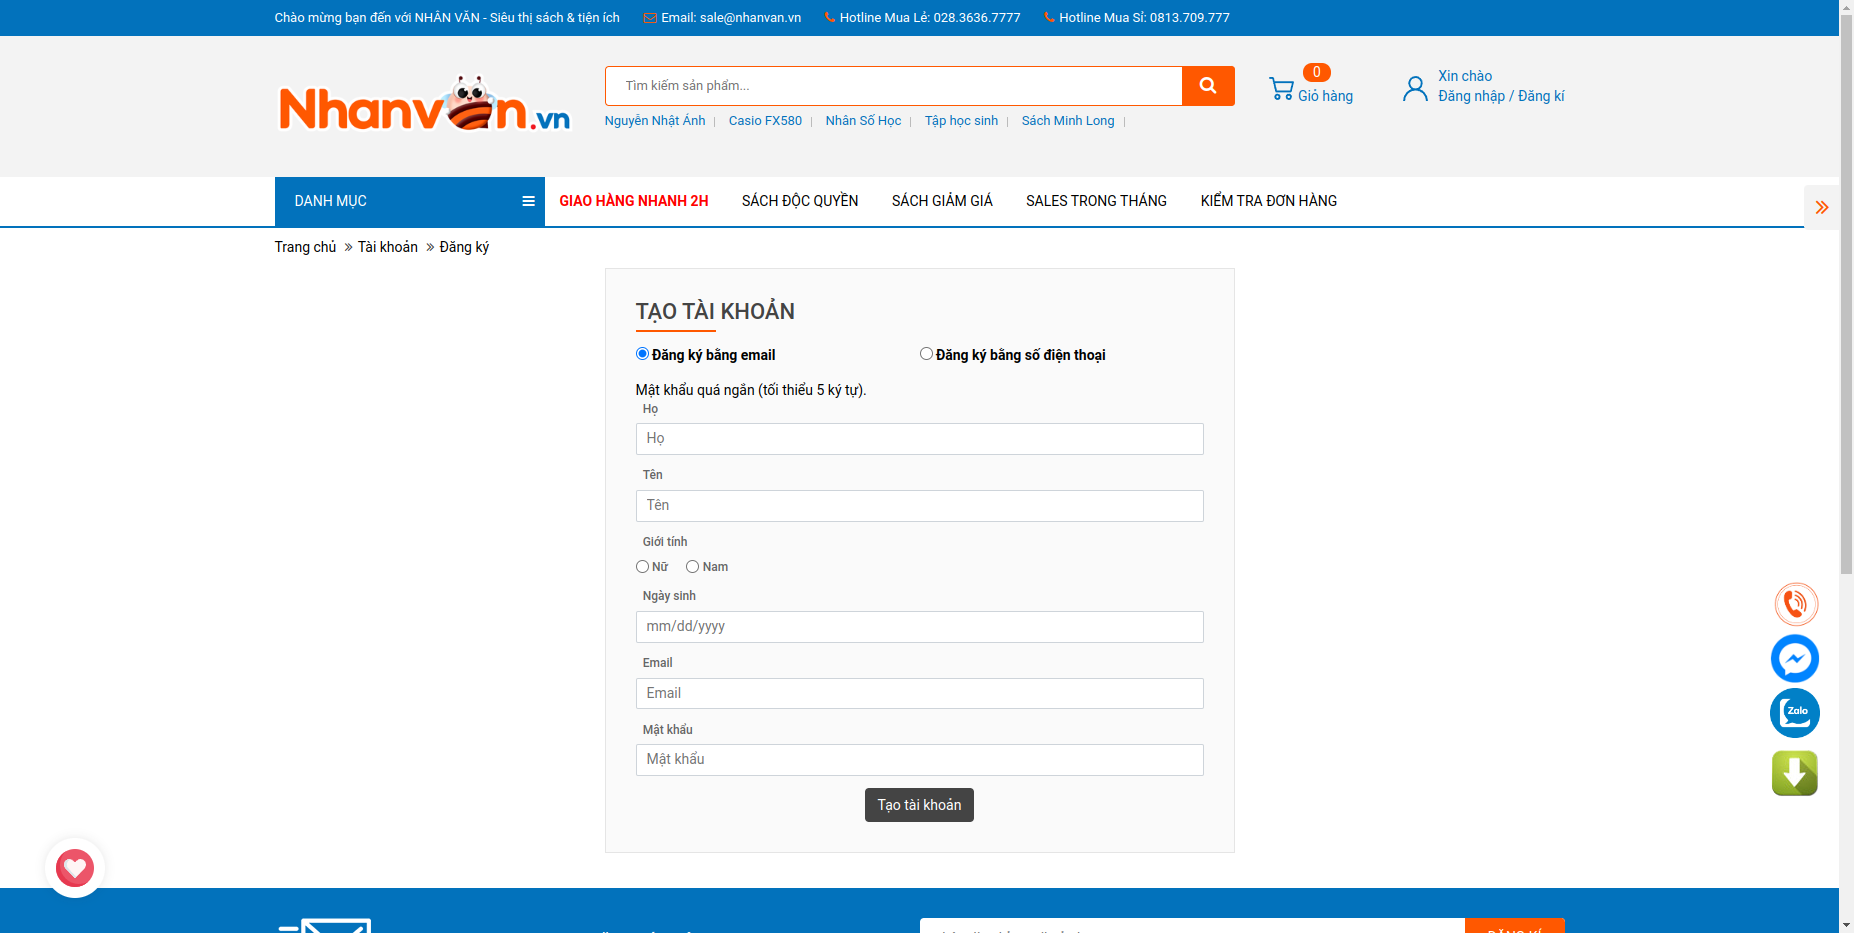 Chào mừng bạn đến với NHÂN VĂN - Siêu thị sách & tiện ích Email: sale@nhanvan.vn Hotline Mua Lẻ: 028.3636.7777 Hotline Mua Sỉ: 0813.709.777
Nhanvăn.vn
Tìm kiếm sản phẩm...
0
Giỏ hàng
Xin chào
Đăng nhập / Đăng kí
Nguyễn Nhật Ánh | Casio FX580 | Nhân Số Học | Tập học sinh | Sách Minh Long |
DANH MỤC GIAO HÀNG NHANH 2H SÁCH ĐỘC QUYỀN SÁCH GIẢM GIÁ SALES TRONG THÁNG KIỂM TRA ĐƠN HÀNG
Trang chủ » Tài khoản » Đăng ký
TẠO TÀI KHOẢN
Đăng ký bằng email Đăng ký bằng số điện thoại
Mật khẩu quá ngắn (tối thiểu 5 ký tự).
Họ
Họ
Tên
Tên
Giới tính
Nữ Nam
Ngày sinh
mm/dd/yyyy
Email
Email
Mật khẩu
Mật khẩu
Tạo tài khoản
Zalo